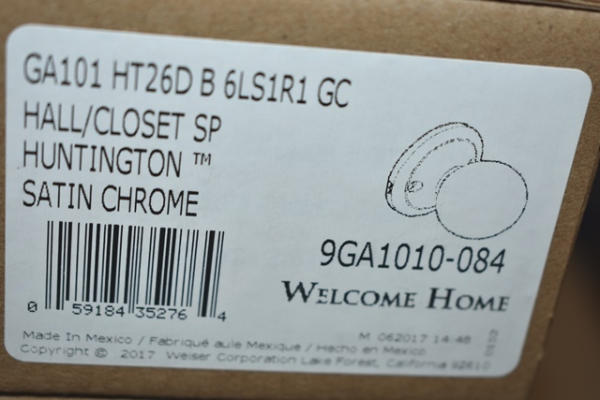 GA101 HT26D B 6LS1R1 GC
HALL/CLOSET SP
HUNTINGTON ™
SATIN CHROME
9GA1010-084
WELCOME HOME
0 59184 35276 4
Made In Mexico / Fabriqué aule Mexique / Hecho en Mexico
M 062017 14:48
Copyright © 2017 Weiser Corporation Lake Forest, California 92610